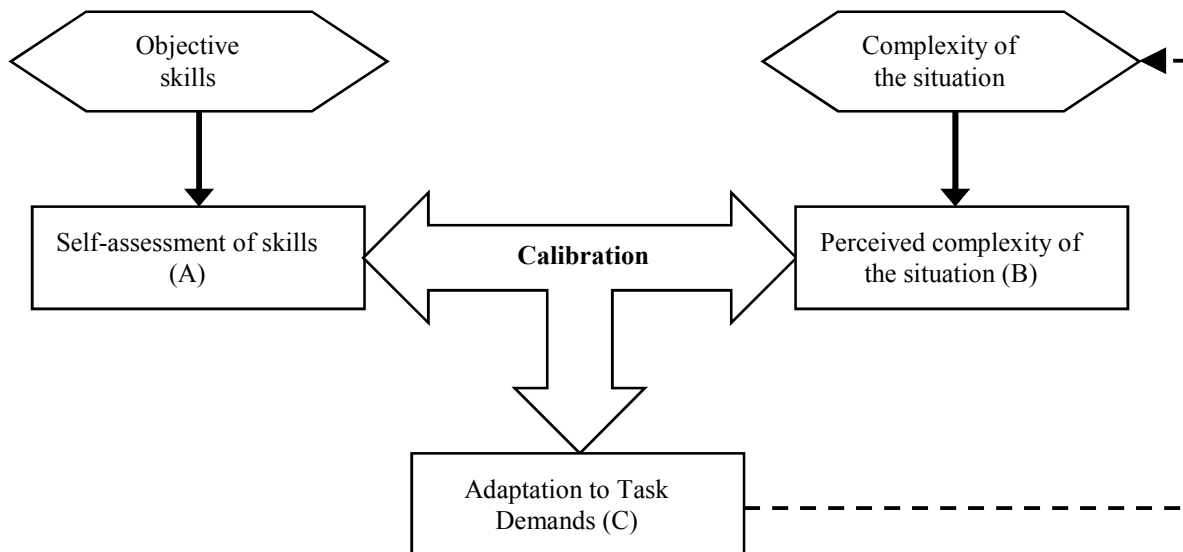 Objective
skills
Complexity of
the situation
Self-assessment of skills
(A)
Calibration
Perceived complexity of
the situation (B)
Adaptation to Task
Demands (C)